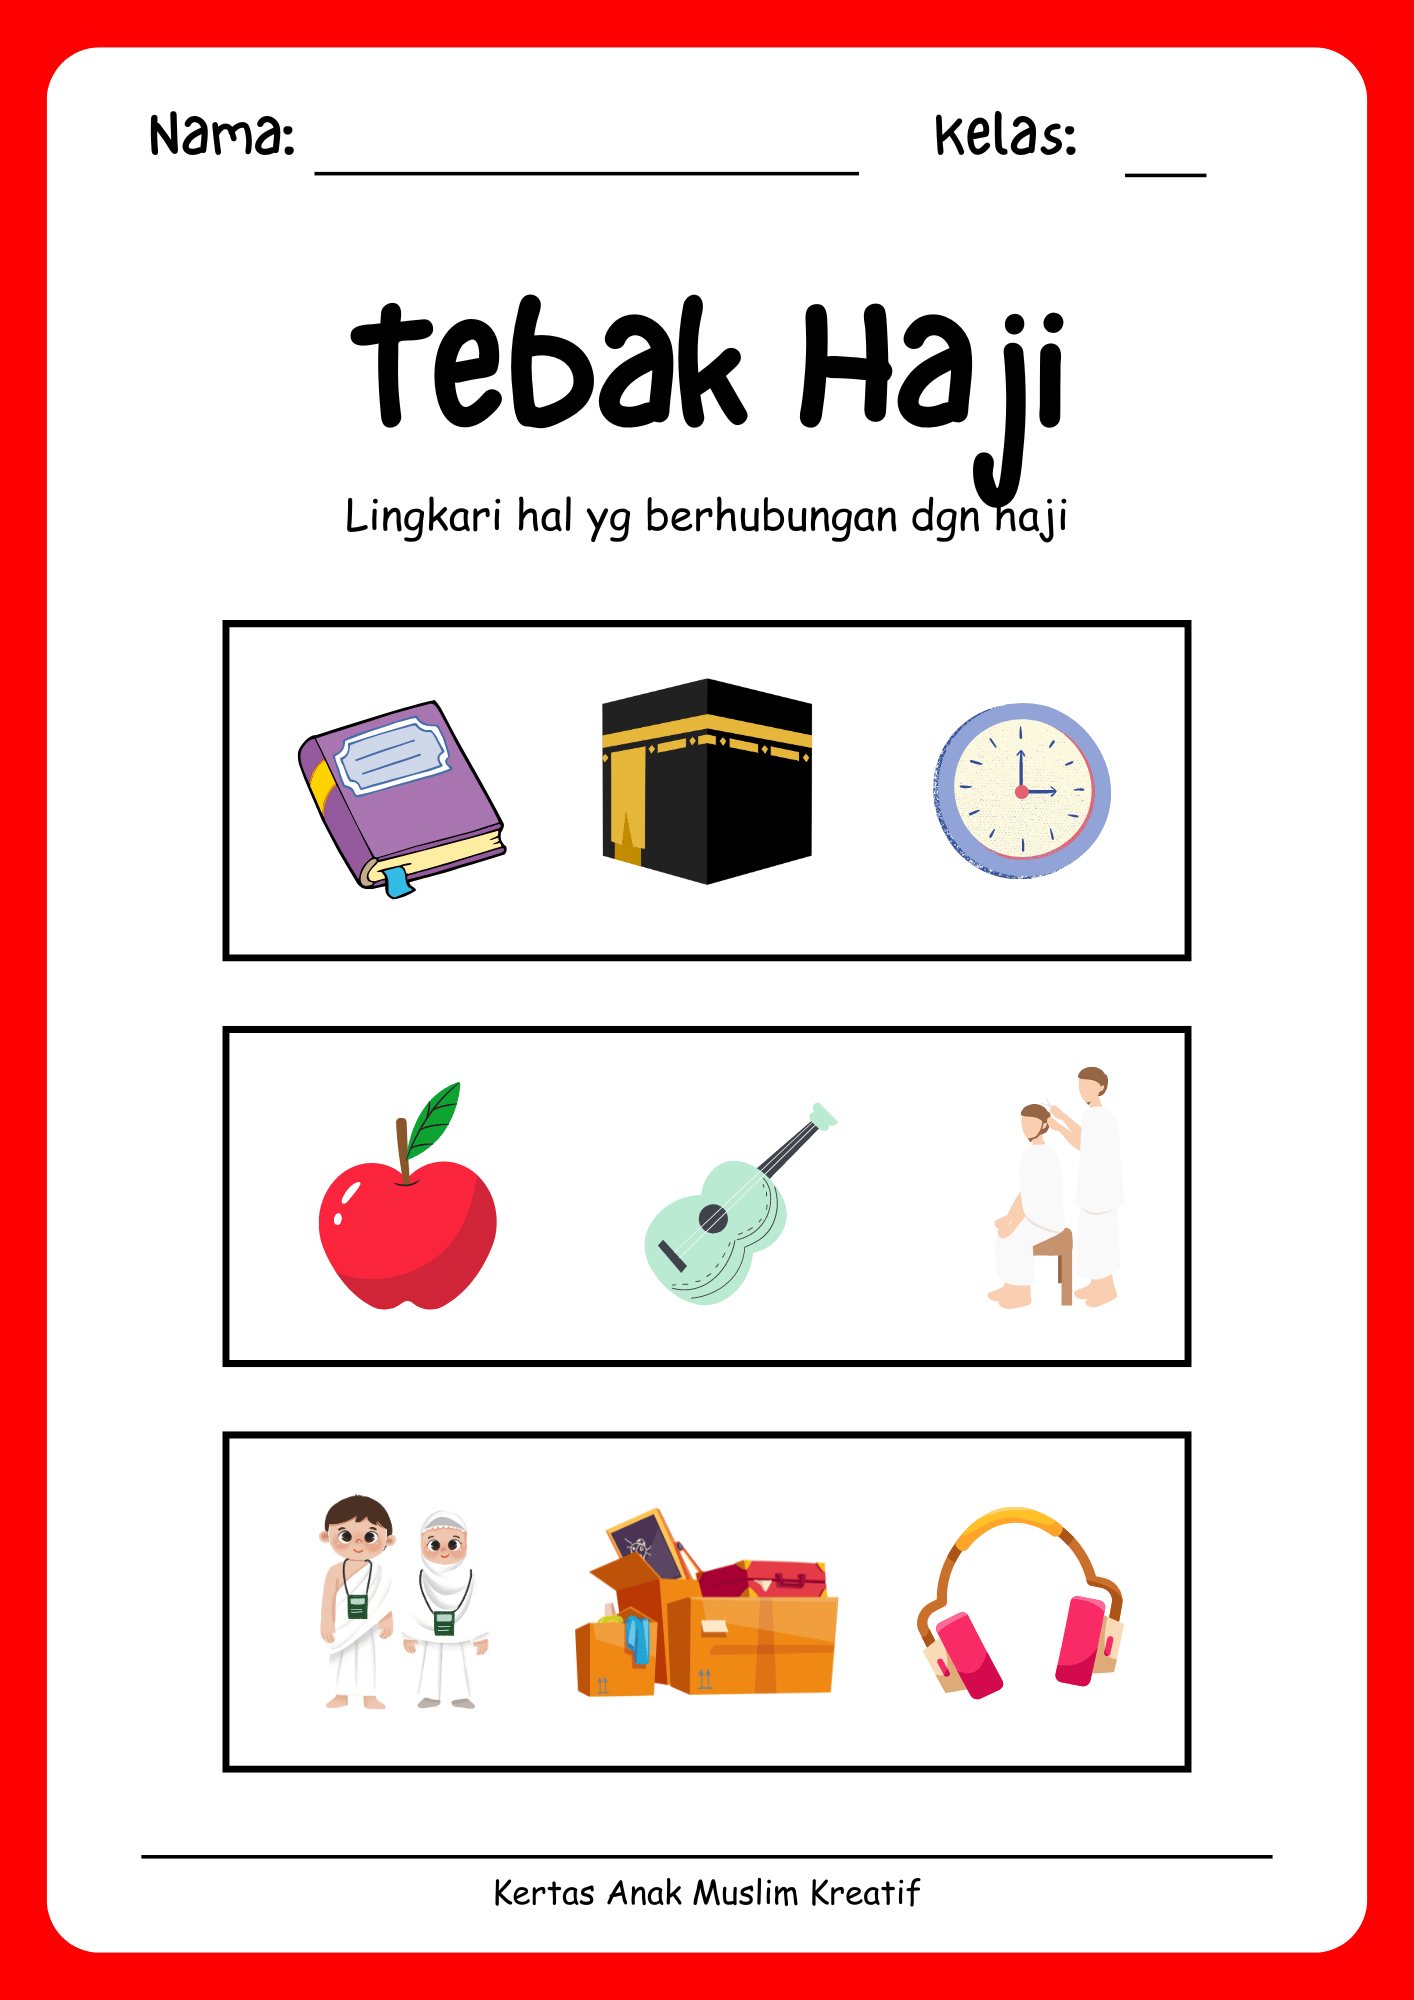 Nama:
Kelas:
Tebak Haji
Lingkari hal yg berhubungan dgn haji
Kertas Anak Muslim Kreatif